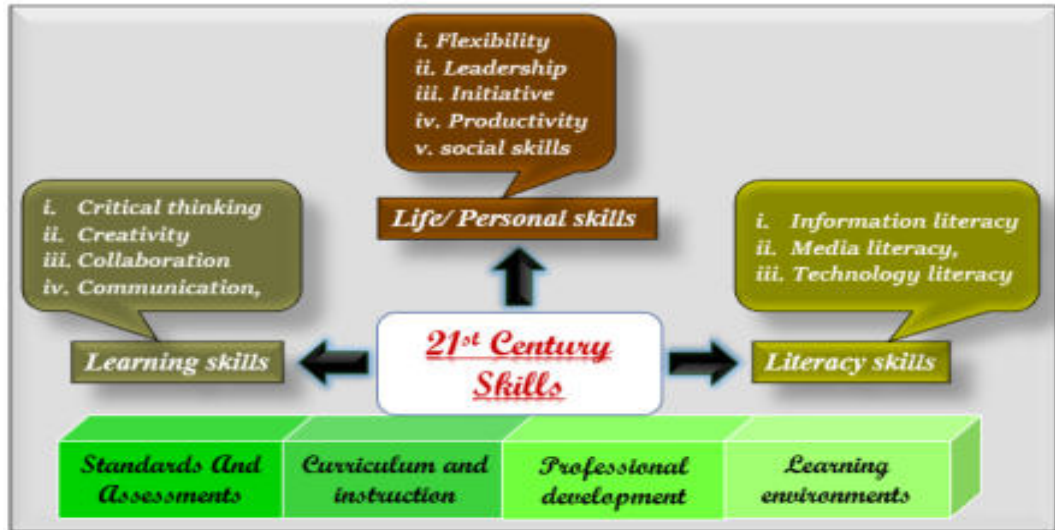 i. Flexibility
ii. Leadership
iii. Initiative
iv. Productivity
v. social skills
Life/ Personal skills
i. Critical thinking
ii. Creativity
iii. Collaboration
iv. Communication,
Learning skills
i. Information literacy
ii. Media literacy,
iii. Technology literacy
Literacy skills
21st Century
Skills
Standards And
Assessments
Curriculum and
instruction
Professional
development
Learning
environments